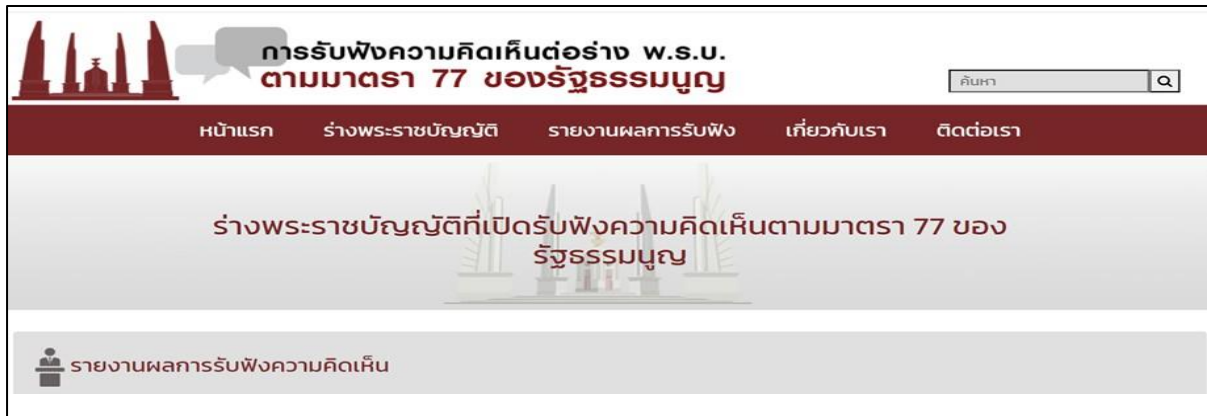 การรับฟังความคิดเห็นต่อร่าง พ.ร.บ.
ตามมาตรา 77 ของรัฐธรรมนูญ
ค้นหา
หน้าแรก ร่างพระราชบัญญัติ รายงานผลการรับฟัง เกี่ยวกับเรา ติดต่อเรา
ร่างพระราชบัญญัติที่เปิดรับฟังความคิดเห็นตามมาตรา 77 ของ
รัฐธรรมนูญ
รายงานผลการรับฟังความคิดเห็น